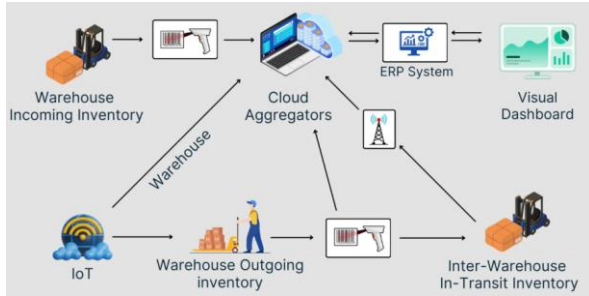 ERP System
Warehouse
Incoming Inventory
Cloud
Aggregators
Visual
Dashboard
Warehouse
IoT
Warehouse Outgoing
inventory
Inter-Warehouse
In-Transit Inventory